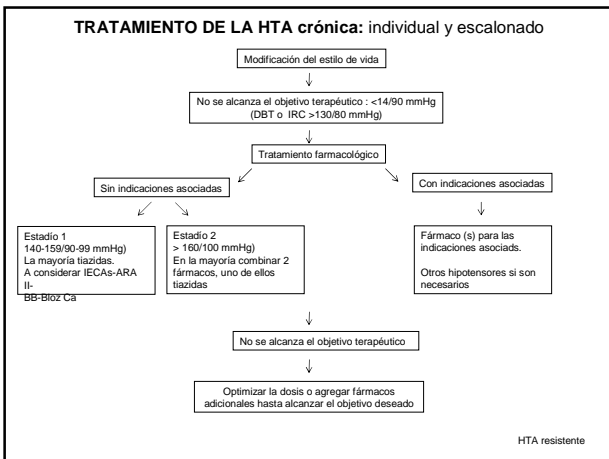 TRATAMIENTO DE LA HTA crónica: individual y escalonado
Modificación del estilo de vida
No se alcanza el objetivo terapéutico : <14/90 mmHg
(DBT o IRC >130/80 mmHg)
Tratamiento farmacológico
Sin indicaciones asociadas
Con indicaciones asociadas
Estadío 1
140-159/90-99 mmHg)
La mayoría tiazidas.
A considerar IECAs-ARA
II-
BB-Bloz Ca
Estadío 2
> 160/100 mmHg)
En la mayoría combinar 2
fármacos, uno de ellos
tiazidas
Fármaco (s) para las
indicaciones asociads.
Otros hipotensores si son
necesarios
No se alcanza el objetivo terapéutico
Optimizar la dosis o agregar fármacos
adicionales hasta alcanzar el objetivo deseado
HTA resistente